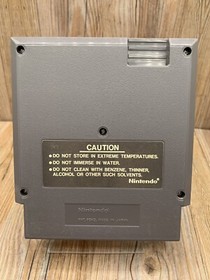 CAUTION
•DO NOT STORE IN EXTREME TEMPERATURES.
•DO NOT IMMERSE IN WATER.
•DO NOT CLEAN WITH BENZENE, THINNER,
ALCOHOL OR OTHER SUCH SOLVENTS.
Nintendo®